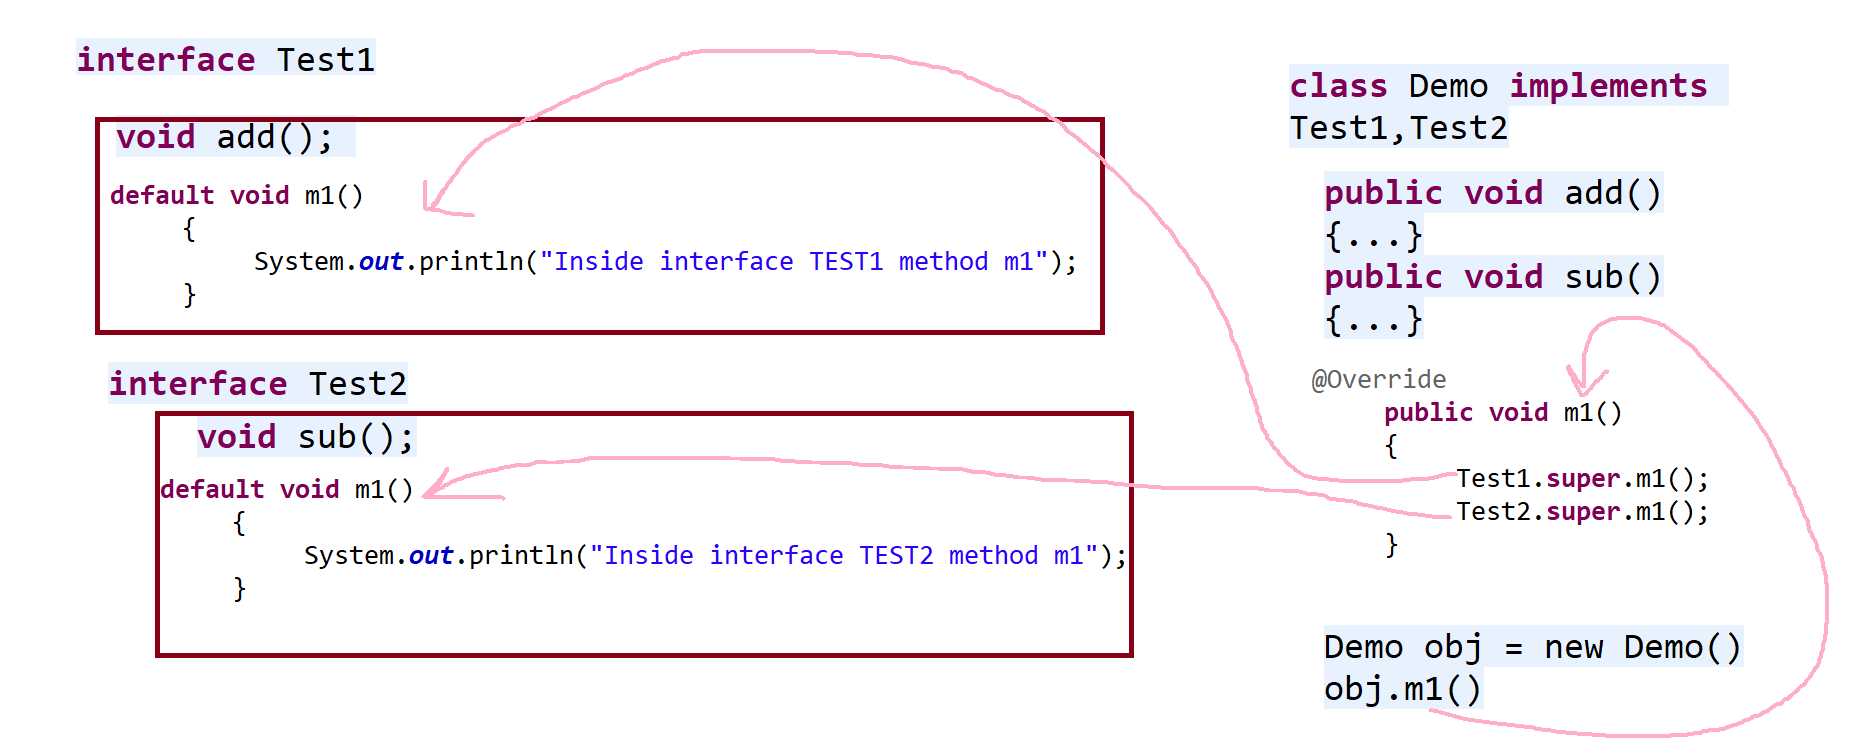 interface Test1
void add();
default void m1()
{
System.out.println("Inside interface TEST1 method m1");
}
interface Test2
void sub();
default void m1()
{
System.out.println("Inside interface TEST2 method m1");
}
class Demo implements
Test1,Test2
public void add()
{...}
public void sub()
{...}
@Override
public void m1()
{
Test1.super.m1();
Test2.super.m1();
}
Demo obj = new Demo()
obj.m1()